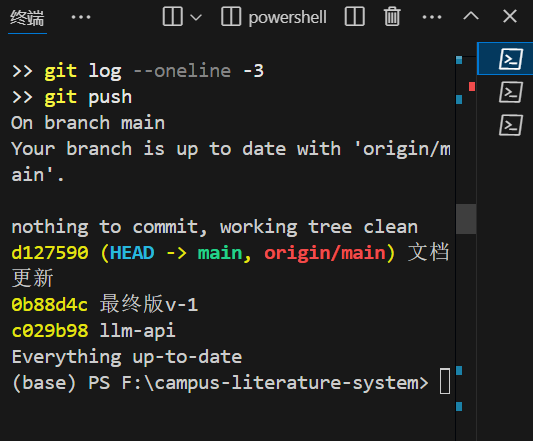 终端
powershell
>> git log --oneline -3
>> git push
On branch main
Your branch is up to date with 'origin/m
ain'.
nothing to commit, working tree clean
d127590 (HEAD -> main, origin/main) 文档
更新
0b88d4c 最终版v-1
c029b98 llm-api
Everything up-to-date
(base) PS F:\campus-literature-system>